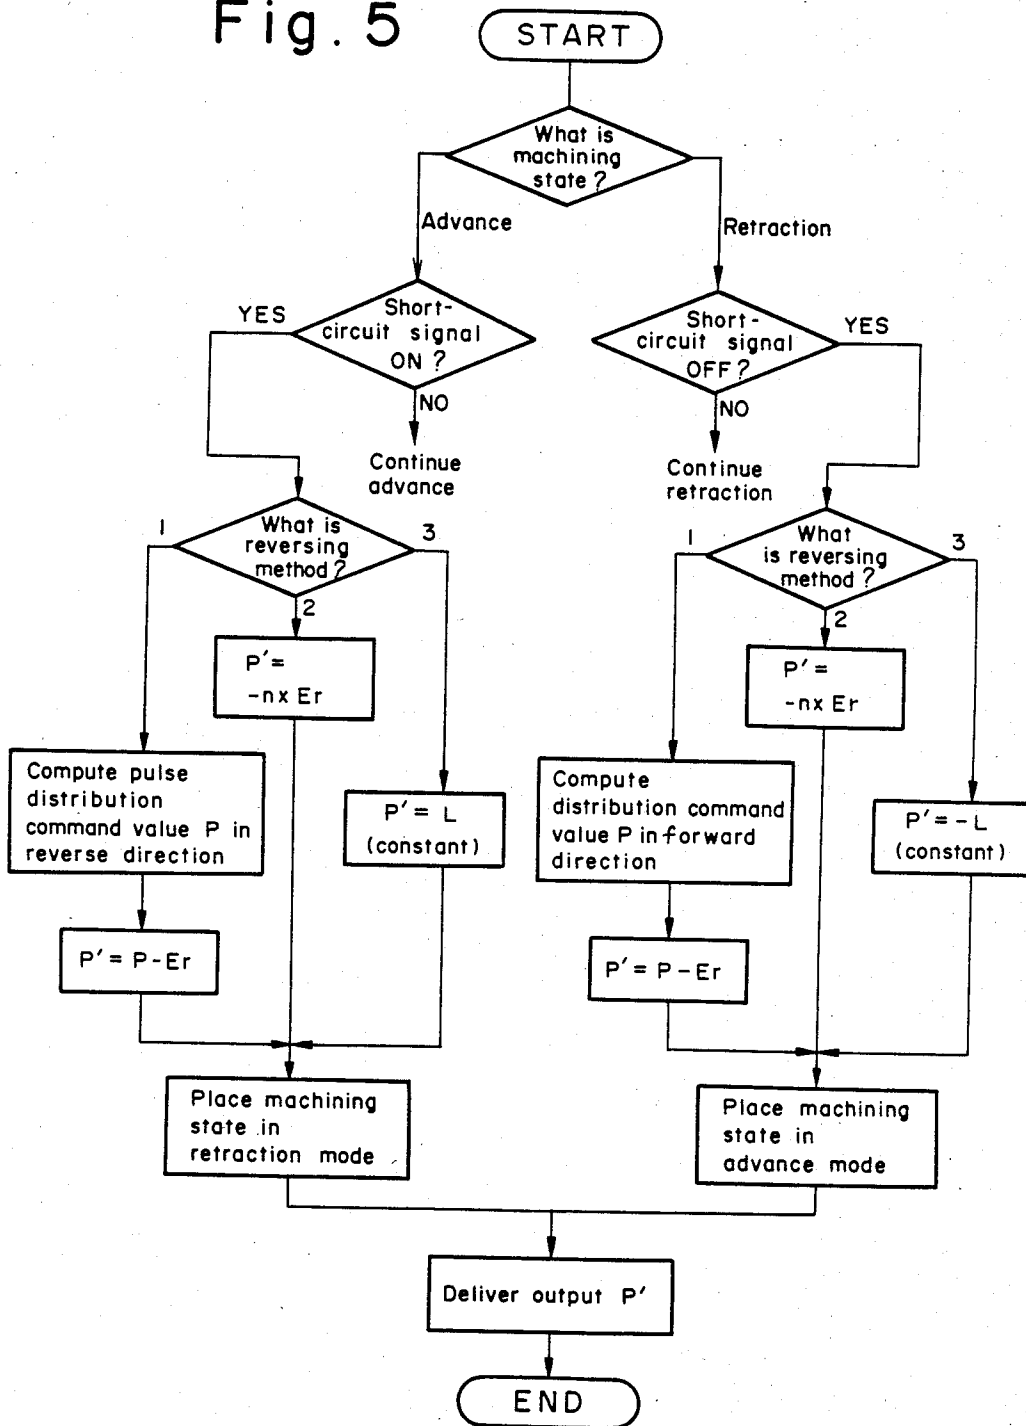 Fig. 5
START
What is
machining
state?
Advance
Retraction
YES
Short-
circuit signal
ON?
NO
Continue
advance
Short-
circuit signal
OFF?
YES
NO
Continue
retraction
1
What is
reversing
method?
3
2
P' =
-nx Er
Compute pulse
distribution
command value P in
reverse direction
P' = L
(constant)
P' = P-Er
Place machining
state in
retraction mode
1
What
is reversing
method?
3
2
P' =
-nx Er
Compute
distribution command
value P in forward
direction
P' = -L
(constant)
P' = P-Er
Place machining
state in
advance mode
Deliver output P'
END